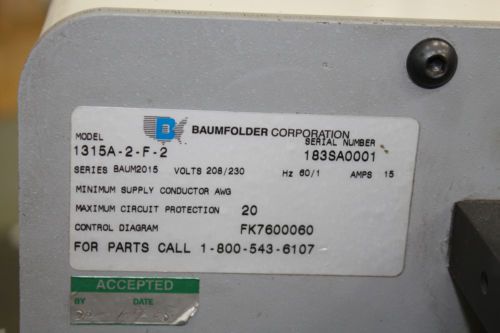 B BAUMFOLDER CORPORATION
MODEL SERIAL NUMBER
1315A-2-F-2 183SA0001
SERIES BAUM2015 VOLTS 208/230 Hz 60/1 AMPS 15
MINIMUM SUPPLY CONDUCTOR AWG
MAXIMUM CIRCUIT PROTECTION 20
CONTROL DIAGRAM FK7600060
FOR PARTS CALL 1-800-543-6107
ACCEPTED
BY DATE